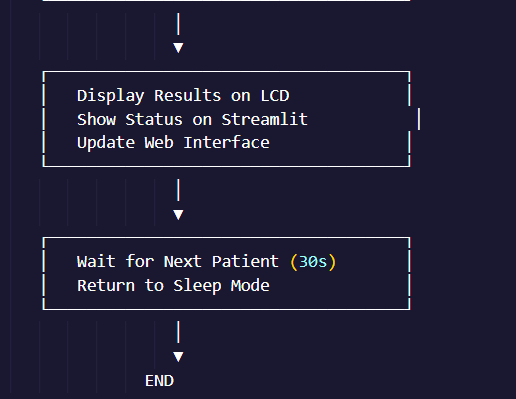 Display Results on LCD
Show Status on Streamlit
Update Web Interface
Wait for Next Patient (30s)
Return to Sleep Mode
END